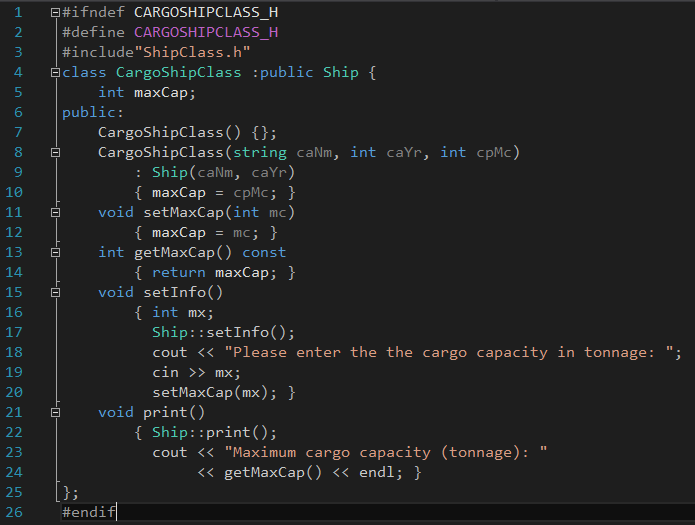 1 #ifndef CARGOSHIPCLASS_H
2 #define CARGOSHIPCLASS_H
3 #include"ShipClass.h"
4 class CargoShipClass :public Ship {
5 int maxCap;
6 public:
7 CargoShipClass() {};
8 CargoShipClass(string caNm, int caYr, int cpMc)
9 : Ship(caNm, caYr)
10 { maxCap = cpMc; }
11 void setMaxCap(int mc)
12 { maxCap = mc; }
13 int getMaxCap() const
14 { return maxCap; }
15 void setInfo()
16 { int mx;
17 Ship::setInfo();
18 cout << "Please enter the the cargo capacity in tonnage: ";
19 cin >> mx;
20 setMaxCap(mx); }
21 void print()
22 { Ship::print();
23 cout << "Maximum cargo capacity (tonnage): "
24 << getMaxCap() << endl; }
25 };
26 #endif